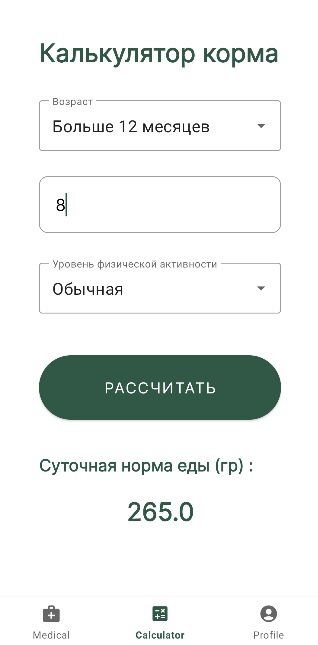 Калькулятор корма
Возраст
Больше 12 месяцев
8
Уровень физической активности
Обычная
РАССЧИТАТЬ
Суточная норма еды (гр) :
265.0
Medical
Calculator
Profile